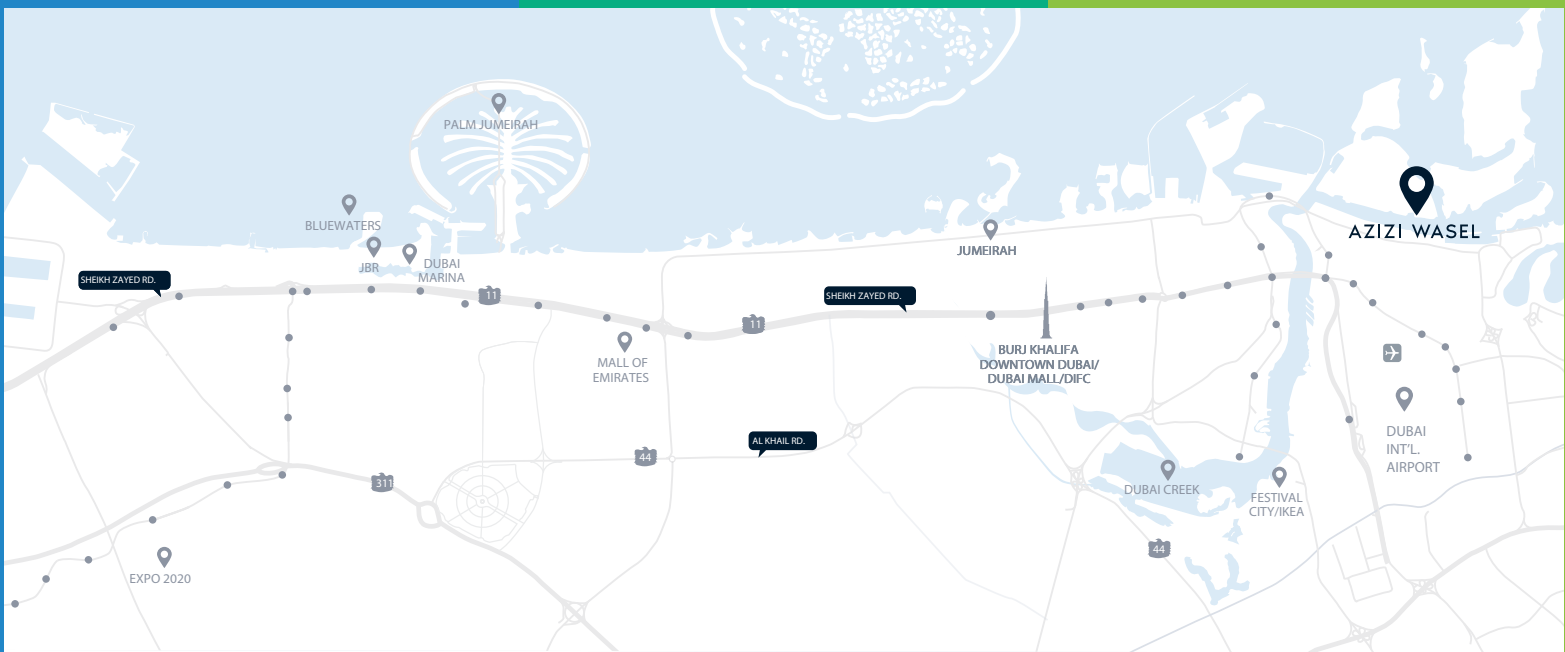 PALM JUMEIRAH
BLUEWATERS
AZIZI WASEL
JBR
DUBAI
MARINA
JUMEIRAH
SHEIKH ZAYED RD.
11
SHEIKH ZAYED RD.
11
MALL OF
EMIRATES
BURJ KHALIFA
DOWNTOWN DUBAI/
DUBAI MALL/DIFC
AL KHAIL RD.
44
DUBAI
INT'L.
AIRPORT
311
DUBAI CREEK
FESTIVAL
CITY/IKEA
44
EXPO 2020